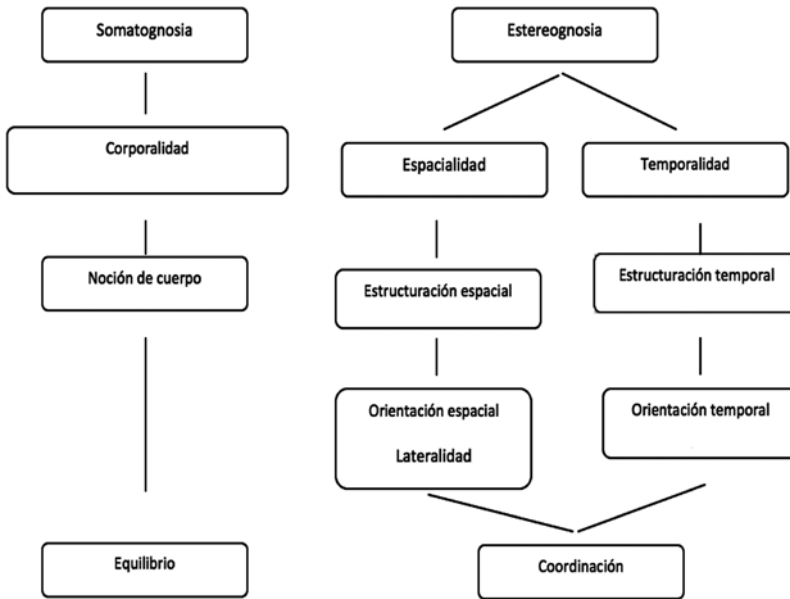 Somatognosia
Estereognosia
Corporalidad
Espacialidad
Temporalidad
Noción de cuerpo
Estructuración espacial
Estructuración temporal
Orientación espacial
Lateralidad
Orientación temporal
Equilibrio
Coordinación